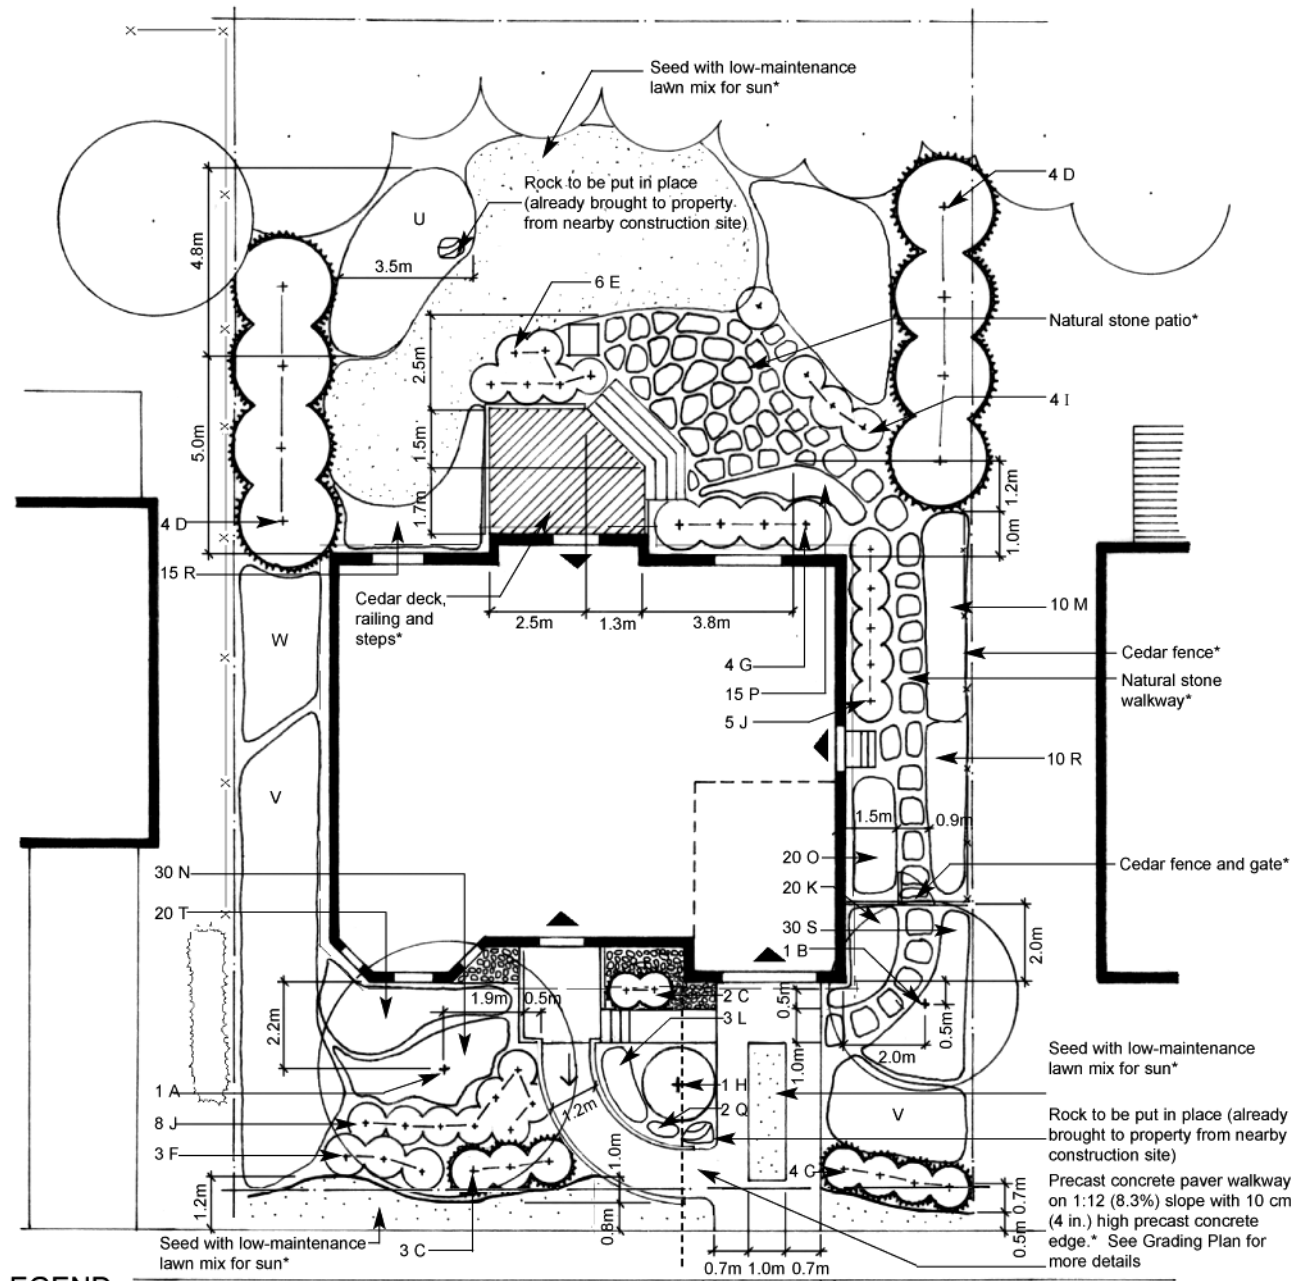 Seed with low-maintenance
lawn mix for sun*
Rock to be put in place
(already brought to property
from nearby construction site)
4 D
U
4.8m
3.5m
6 E
Natural stone patio*
2.5m
4 I
1.5m
5.0m
1.7m
1.2m
1.0m
4 D
15 R
Cedar deck,
railing and
steps*
2.5m
1.3m
3.8m
10 M
W
Cedar fence*
4 G
Natural stone
walkway*
15 P
5 J
10 R
V
1.5m
0.9m
20 O
Cedar fence and gate*
30 N
20 K
20 T
30 S
1 B
2.0m
1.9m
0.5m
2 C
0.5m
3 L
2.2m
0.5m
2.0m
1.0m
Seed with low-maintenance
lawn mix for sun*
1 A
1 H
2 Q
1.2m
V
8 J
Rock to be put in place (already
brought to property from nearby
construction site)
3 F
1.0m
4 C
Precast concrete paver walkway
on 1:12 (8.3%) slope with 10 cm
(4 in.) high precast concrete
edge.* See Grading Plan for
more details
1.2m
0.7m
0.8m
0.5m
Seed with low-maintenance
lawn mix for sun*
3 C
0.7m 1.0m 0.7m